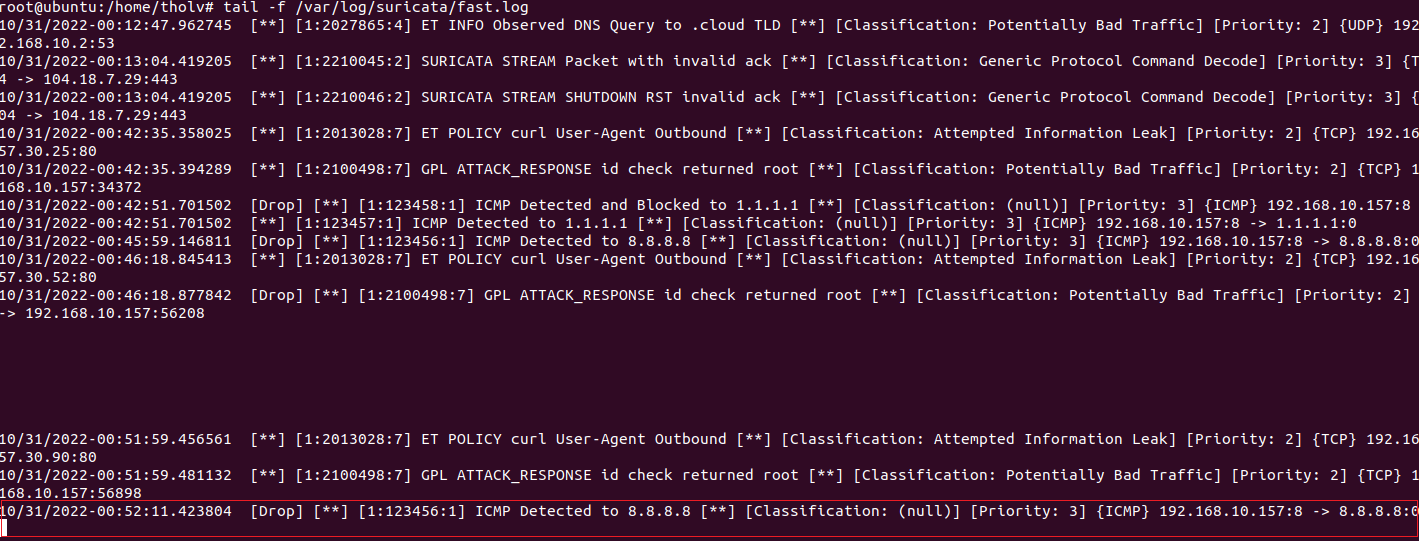 root@ubuntu:/home/tholv# tail -f /var/log/suricata/fast.log
10/31/2022-00:12:47.962745  [**] [1:2027865:4] ET INFO Observed DNS Query to .cloud TLD [**] [Classification: Potentially Bad Traffic] [Priority: 2] {UDP} 192
2.168.10.2:53
10/31/2022-00:13:04.419205  [**] [1:2210045:2] SURICATA STREAM Packet with invalid ack [**] [Classification: Generic Protocol Command Decode] [Priority: 3] {T
4 -> 104.18.7.29:443
10/31/2022-00:13:04.419205  [**] [1:2210046:2] SURICATA STREAM SHUTDOWN RST invalid ack [**] [Classification: Generic Protocol Command Decode] [Priority: 3] {
04 -> 104.18.7.29:443
10/31/2022-00:42:35.358025  [**] [1:2013028:7] ET POLICY curl User-Agent Outbound [**] [Classification: Attempted Information Leak] [Priority: 2] {TCP} 192.16
57.30.25:80
10/31/2022-00:42:35.394289  [**] [1:2100498:7] GPL ATTACK_RESPONSE id check returned root [**] [Classification: Potentially Bad Traffic] [Priority: 2] {TCP} 1
168.10.157:34372
10/31/2022-00:42:51.701502  [Drop] [**] [1:123458:1] ICMP Detected and Blocked to 1.1.1.1 [**] [Classification: (null)] [Priority: 3] {ICMP} 192.168.10.157:8
10/31/2022-00:42:51.701502  [**] [1:123457:1] ICMP Detected to 1.1.1.1 [**] [Classification: (null)] [Priority: 3] {ICMP} 192.168.10.157:8 -> 1.1.1.1:0
10/31/2022-00:45:59.146811  [Drop] [**] [1:123456:1] ICMP Detected to 8.8.8.8 [**] [Classification: (null)] [Priority: 3] {ICMP} 192.168.10.157:8 -> 8.8.8.8:0
10/31/2022-00:46:18.845413  [**] [1:2013028:7] ET POLICY curl User-Agent Outbound [**] [Classification: Attempted Information Leak] [Priority: 2] {TCP} 192.16
57.30.52:80
10/31/2022-00:46:18.877842  [Drop] [**] [1:2100498:7] GPL ATTACK_RESPONSE id check returned root [**] [Classification: Potentially Bad Traffic] [Priority: 2]
-> 192.168.10.157:56208
10/31/2022-00:51:59.456561  [**] [1:2013028:7] ET POLICY curl User-Agent Outbound [**] [Classification: Attempted Information Leak] [Priority: 2] {TCP} 192.16
57.30.90:80
10/31/2022-00:51:59.481132  [**] [1:2100498:7] GPL ATTACK_RESPONSE id check returned root [**] [Classification: Potentially Bad Traffic] [Priority: 2] {TCP} 1
168.10.157:56898
10/31/2022-00:52:11.423804  [Drop] [**] [1:123456:1] ICMP Detected to 8.8.8.8 [**] [Classification: (null)] [Priority: 3] {ICMP} 192.168.10.157:8 -> 8.8.8.8:0